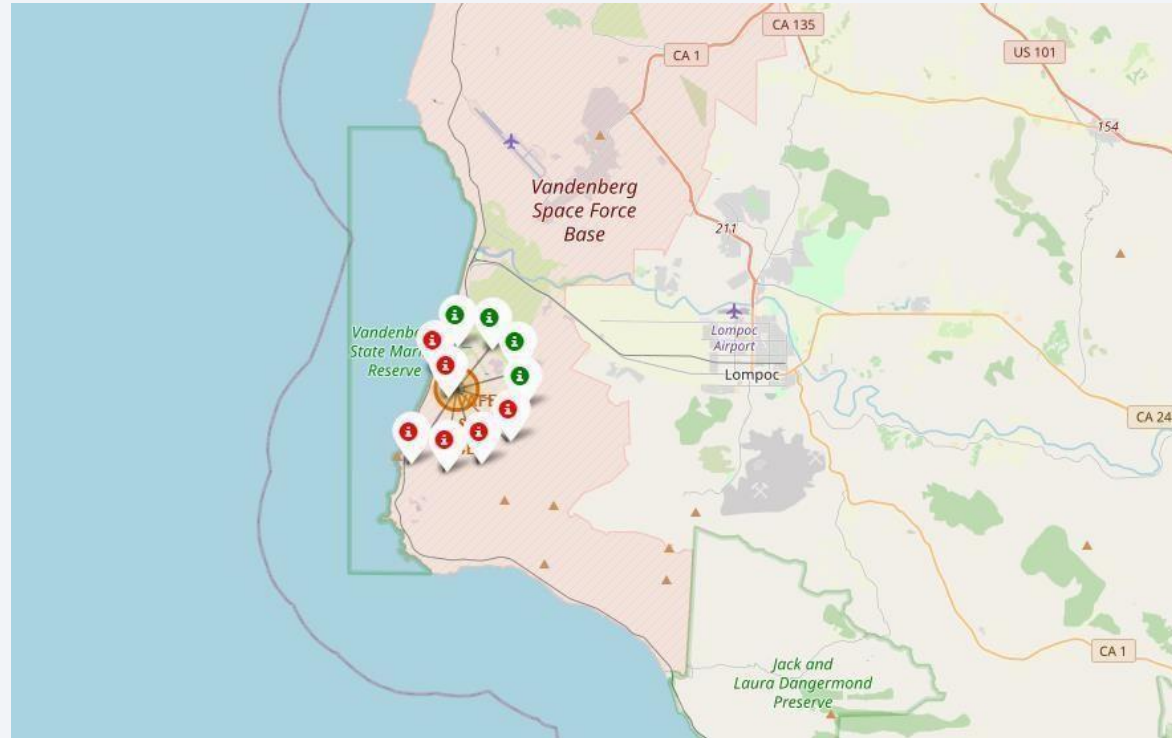 CA 135
CA 1
US 101
154
Vandenberg
Space Force
Base
211
State Mar
Reserve
Lompoc
Airport
Lompoc
CA 24
CA 1
Jack and
Laura Dangermond
Preserve